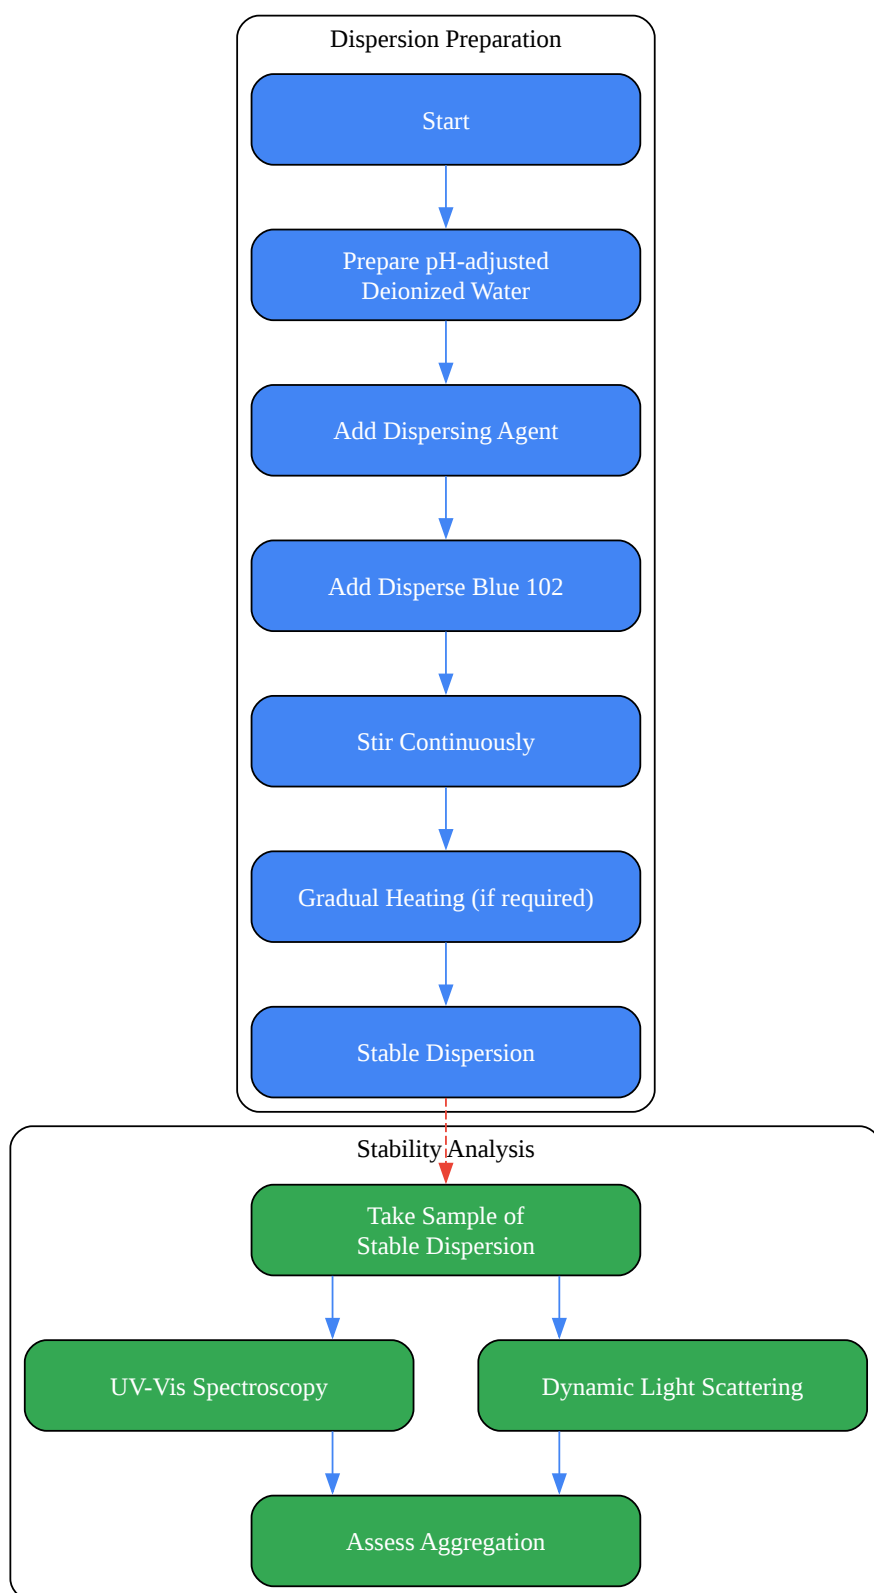 Dispersion Preparation
Start
Prepare pH-adjusted
Deionized Water
Add Dispersing Agent
Add Disperse Blue 102
Stir Continuously
Gradual Heating (if required)
Stable Dispersion
Stability Analysis
Take Sample of
Stable Dispersion
UV-Vis Spectroscopy
Dynamic Light Scattering
Assess Aggregation